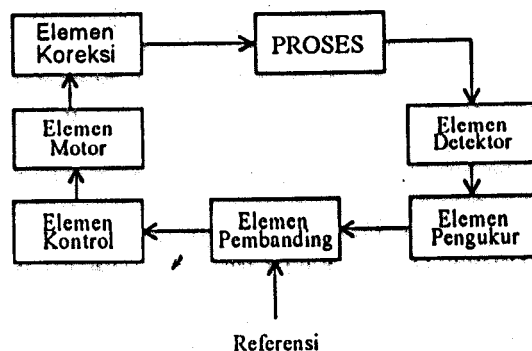 Elemen
Koreksi
PROSES
Elemen
Motor
Elemen
Detektor
Elemen
Kontrol
Elemen
Pembanding
Elemen
Pengukur
Referensi